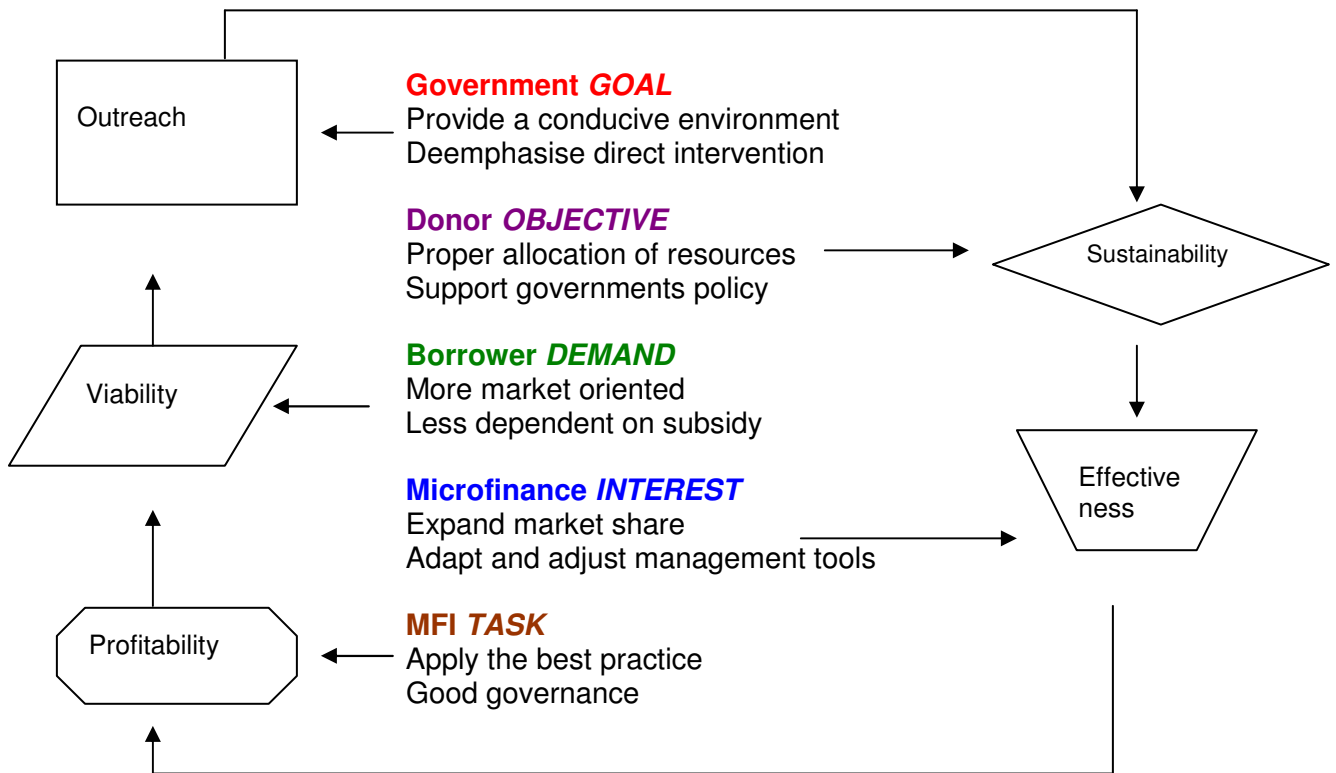 Outreach
Government GOAL
Provide a conducive environment
Deemphasise direct intervention
Donor OBJECTIVE
Proper allocation of resources
Support governments policy
Sustainability
Borrower DEMAND
More market oriented
Less dependent on subsidy
Viability
Microfinance INTEREST
Expand market share
Adapt and adjust management tools
Effective
ness
MFI TASK
Apply the best practice
Good governance
Profitability